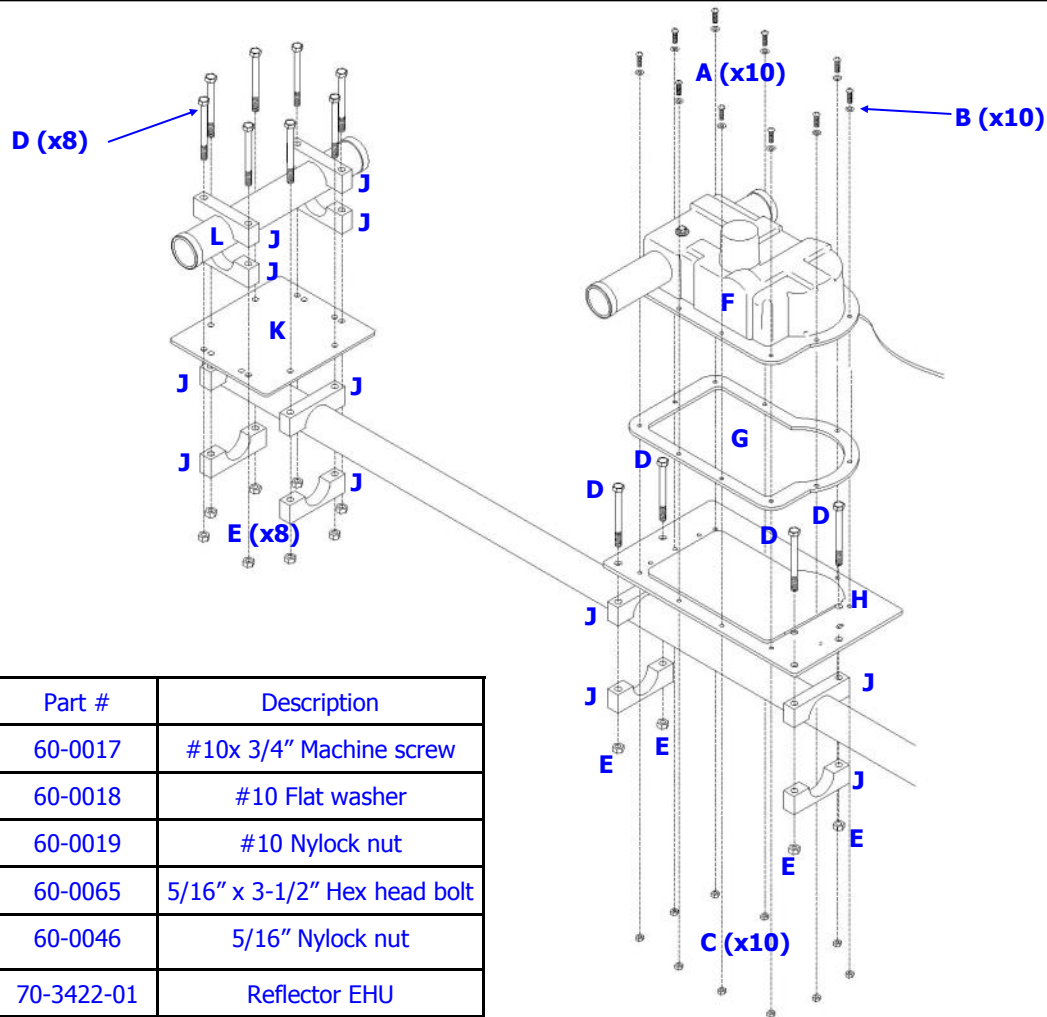 A (x10)
B (x10)
D (x8)
J
J
L
J
J
F
K
J
J
G
D
D
J
J
D
D
E (x8)
H
J
J
J
E
E
J
E
E
C (x10)
Part #
Description
60-0017
#10x 3/4” Machine screw
60-0018
#10 Flat washer
60-0019
#10 Nylock nut
60-0065
5/16” x 3-1/2” Hex head bolt
60-0046
5/16” Nylock nut
70-3422-01
Reflector EHU